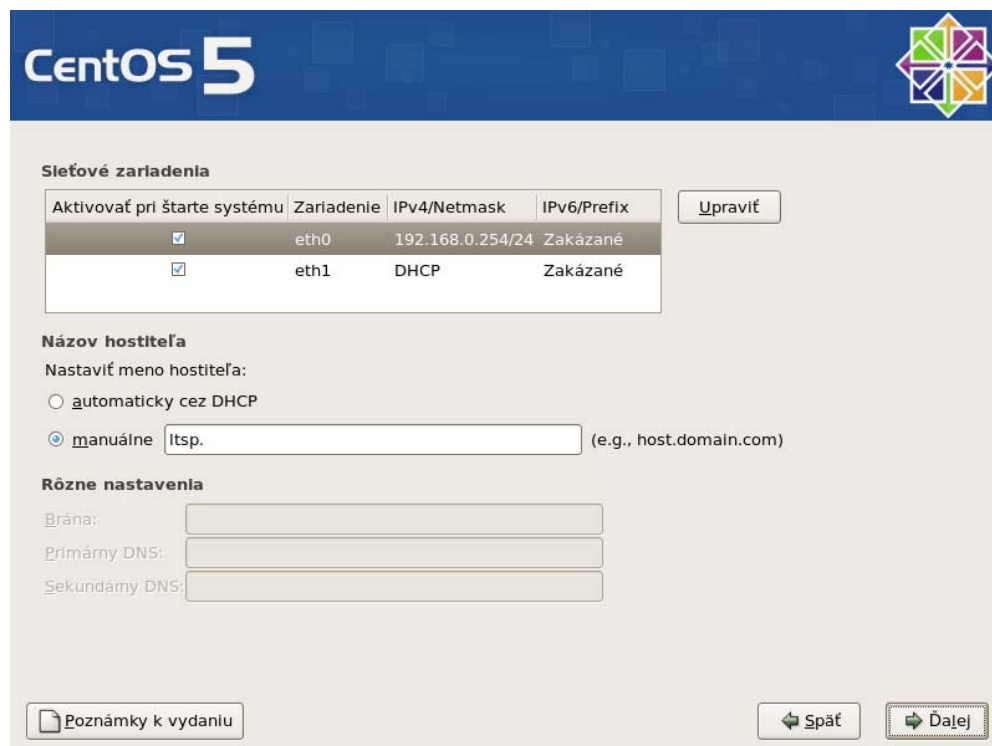 CentOS 5
Sieťové zariadenia
Aktivovať pri štarte systému Zariadenie IPv4/Netmask IPv6/Prefix
eth0 192.168.0.254/24 Zakázané
eth1 DHCP Zakázané
Upraviť
Názov hostiteľa
Nastaviť meno hostiteľa:
automaticky cez DHCP
manuálne ltsp. (e.g., host.domain.com)
Rôzne nastavenia
Brána:
Primárny DNS:
Sekundárny DNS:
Poznámky k vydaniu Späť Ďalej